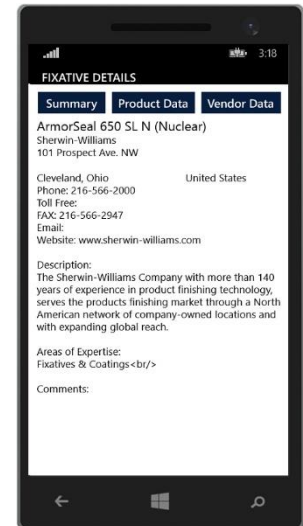 3:18
FIXATIVE DETAILS
Summary Product Data Vendor Data
ArmorSeal 650 SL N (Nuclear)
Sherwin-Williams
101 Prospect Ave. NW
Cleveland, Ohio United States
Phone: 216-566-2000
Toll Free:
FAX: 216-566-2947
Email:
Website: www.sherwin-williams.com
Description:
The Sherwin-Williams Company with more than 140
years of experience in product finishing technology,
serves the products finishing market through a North
American network of company-owned locations and
with expanding global reach.
Areas of Expertise:
Fixatives & Coatings<br/>
Comments: